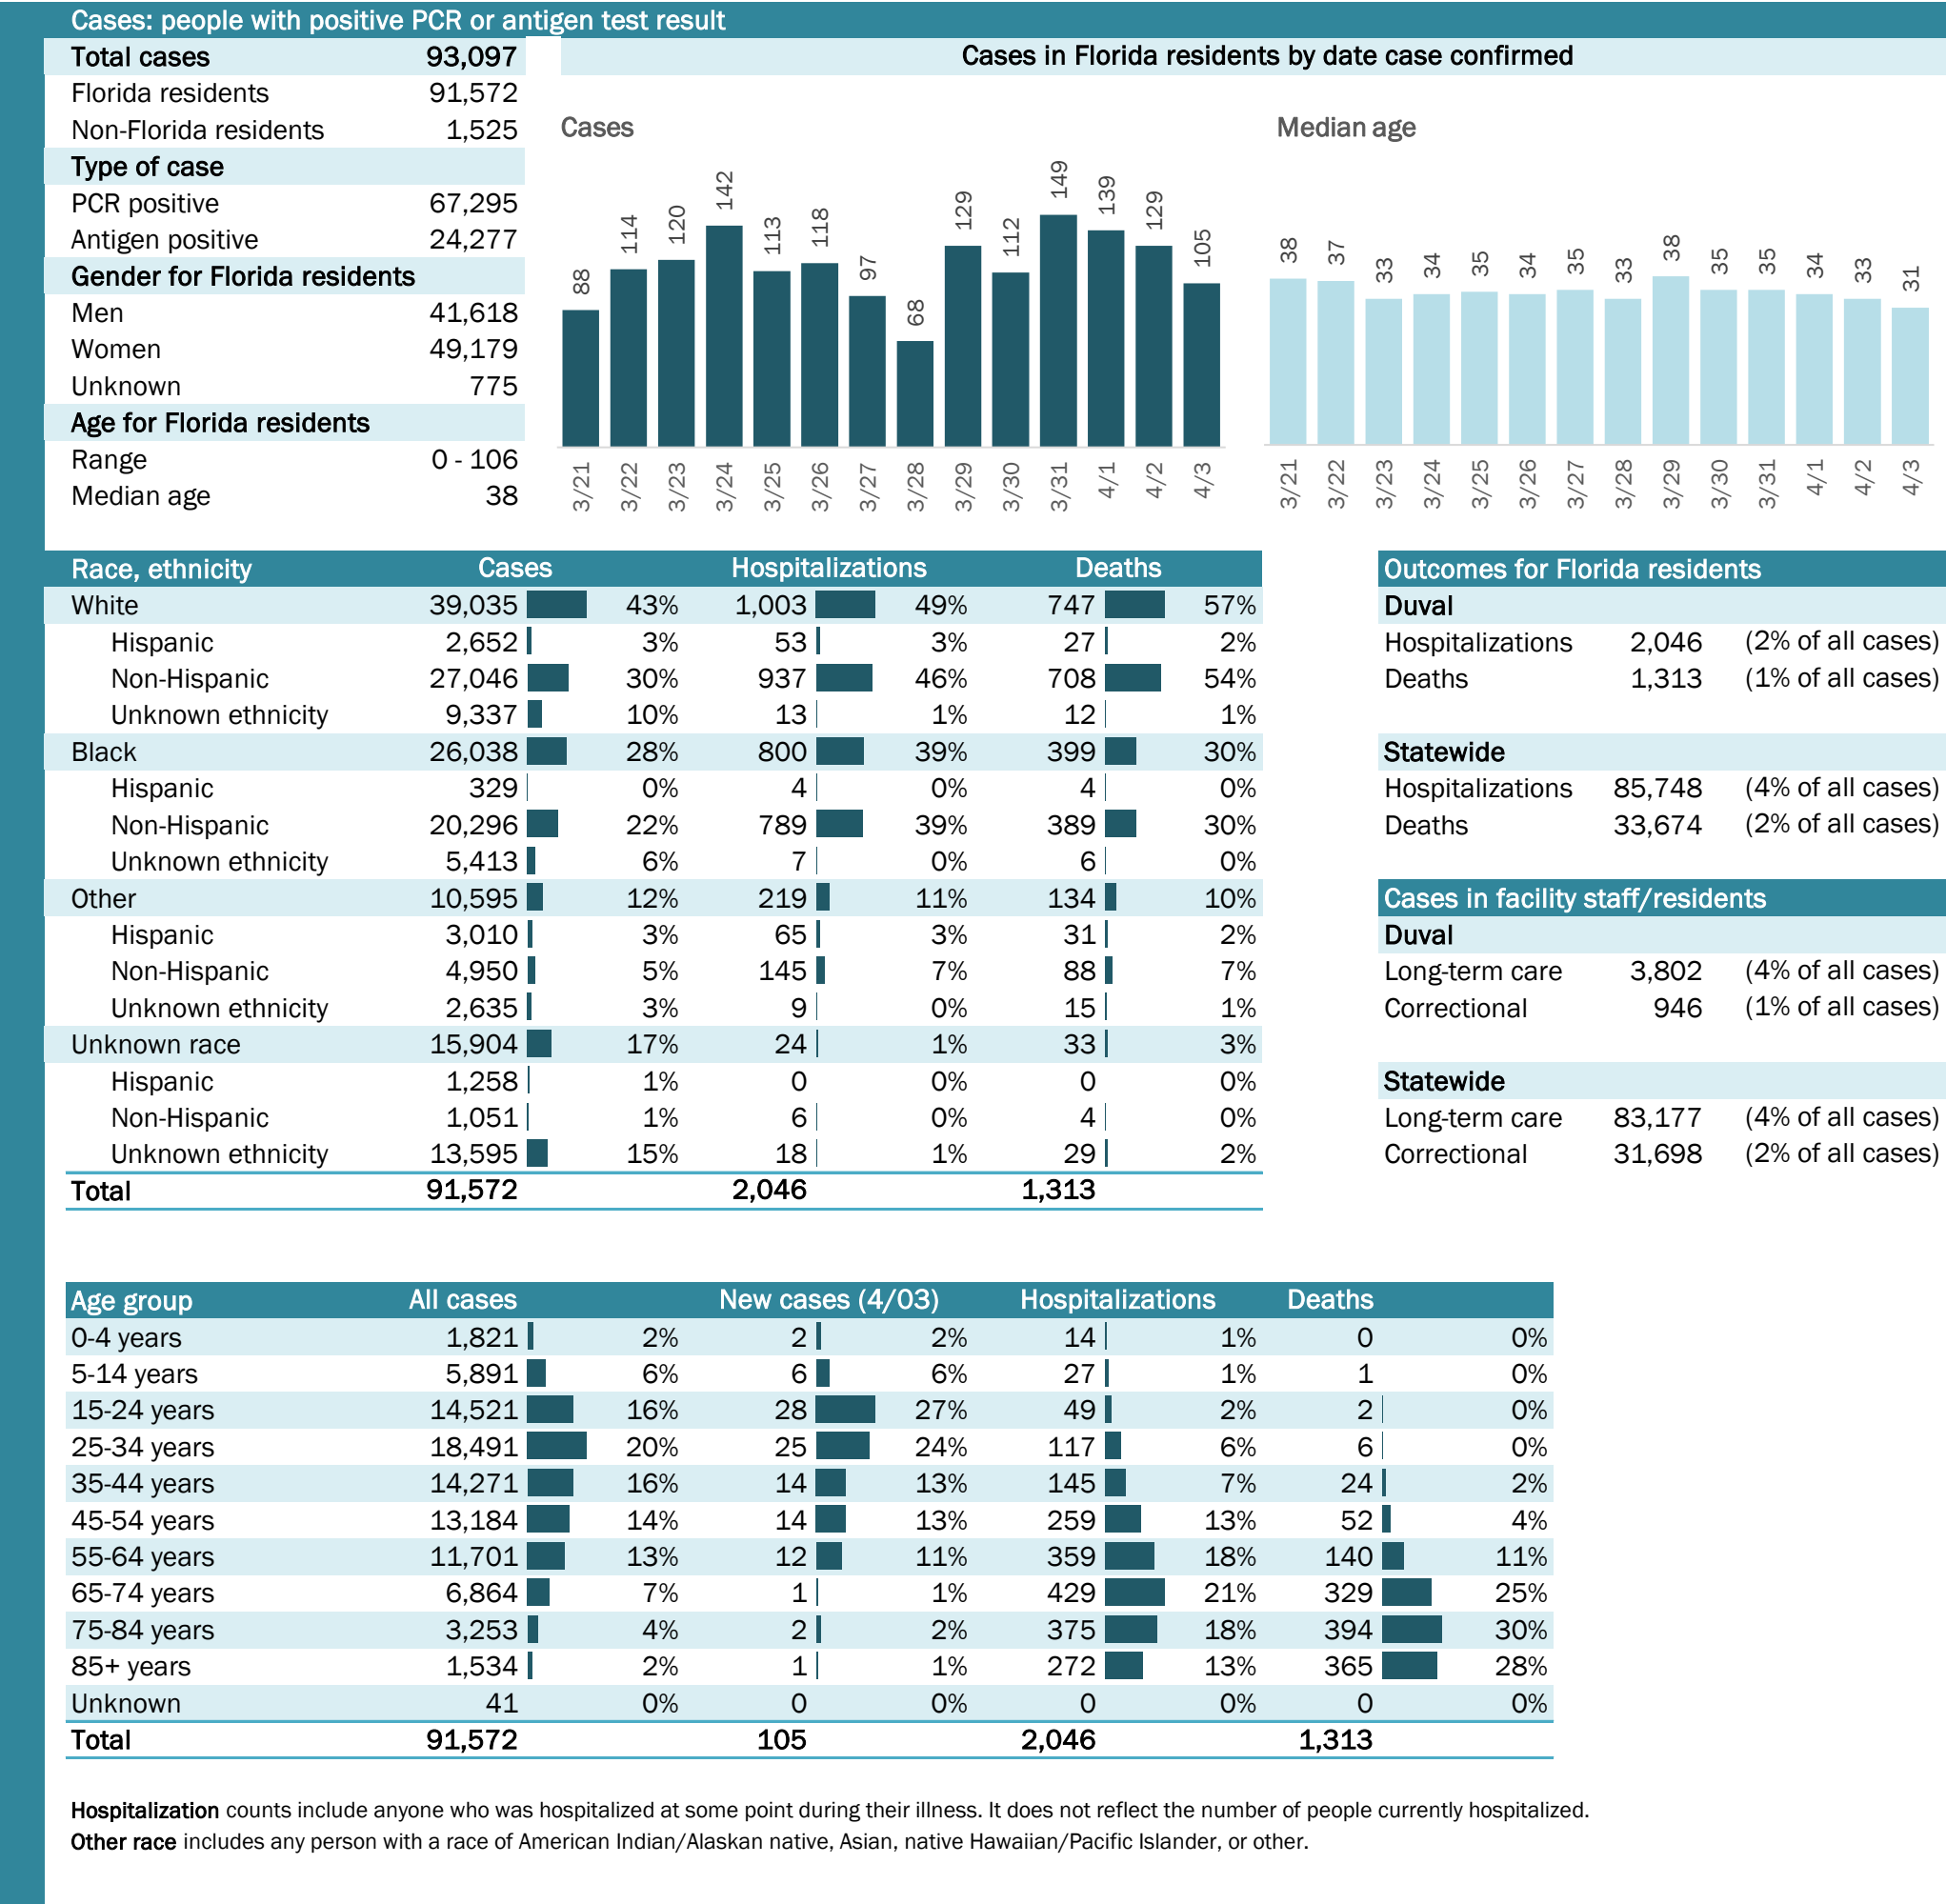 Cases: people with positive PCR or antigen test result
Total cases 93,097
Florida residents 91,572
Non-Florida residents 1,525
Type of case
PCR positive 67,295
Antigen positive 24,277
Gender for Florida residents
Men 41,618
Women 49,179
Unknown 775
Age for Florida residents
Range 0 - 106
Median age 38
Cases in Florida residents by date case confirmed
Cases
88 114 120 142 113 118 97 68 129 112 149 139 129 105
3/21 3/22 3/23 3/24 3/25 3/26 3/27 3/28 3/29 3/30 3/31 4/1 4/2 4/3
Median age
38 37 33 34 35 34 35 33 38 35 35 34 33 31
3/21 3/22 3/23 3/24 3/25 3/26 3/27 3/28 3/29 3/30 3/31 4/1 4/2 4/3
Race, ethnicity Cases Hospitalizations Deaths
White 39,035 43% 1,003 49% 747 57%
Hispanic 2,652 3% 53 3% 27 2%
Non-Hispanic 27,046 30% 937 46% 708 54%
Unknown ethnicity 9,337 10% 13 1% 12 1%
Black 26,038 28% 800 39% 399 30%
Hispanic 329 0% 4 0% 4 0%
Non-Hispanic 20,296 22% 789 39% 389 30%
Unknown ethnicity 5,413 6% 7 0% 6 0%
Other 10,595 12% 219 11% 134 10%
Hispanic 3,010 3% 65 3% 31 2%
Non-Hispanic 4,950 5% 145 7% 88 7%
Unknown ethnicity 2,635 3% 9 0% 15 1%
Unknown race 15,904 17% 24 1% 33 3%
Hispanic 1,258 1% 0 0% 0 0%
Non-Hispanic 1,051 1% 6 0% 4 0%
Unknown ethnicity 13,595 15% 18 1% 29 2%
Total 91,572 2,046 1,313
Outcomes for Florida residents
Duval
Hospitalizations 2,046 (2% of all cases)
Deaths 1,313 (1% of all cases)
Statewide
Hospitalizations 85,748 (4% of all cases)
Deaths 33,674 (2% of all cases)
Cases in facility staff/residents
Duval
Long-term care 3,802 (4% of all cases)
Correctional 946 (1% of all cases)
Statewide
Long-term care 83,177 (4% of all cases)
Correctional 31,698 (2% of all cases)
Age group All cases New cases (4/03) Hospitalizations Deaths
0-4 years 1,821 2% 2 2% 14 1% 0 0%
5-14 years 5,891 6% 6 6% 27 1% 1 0%
15-24 years 14,521 16% 28 27% 49 2% 2 0%
25-34 years 18,491 20% 25 24% 117 6% 6 0%
35-44 years 14,271 16% 14 13% 145 7% 24 2%
45-54 years 13,184 14% 14 13% 259 13% 52 4%
55-64 years 11,701 13% 12 11% 359 18% 140 11%
65-74 years 6,864 7% 1 1% 429 21% 329 25%
75-84 years 3,253 4% 2 2% 375 18% 394 30%
85+ years 1,534 2% 1 1% 272 13% 365 28%
Unknown 41 0% 0 0% 0 0% 0 0%
Total 91,572 105 2,046 1,313
Hospitalization counts include anyone who was hospitalized at some point during their illness. It does not reflect the number of people currently hospitalized.
Other race includes any person with a race of American Indian/Alaskan native, Asian, native Hawaiian/Pacific Islander, or other.